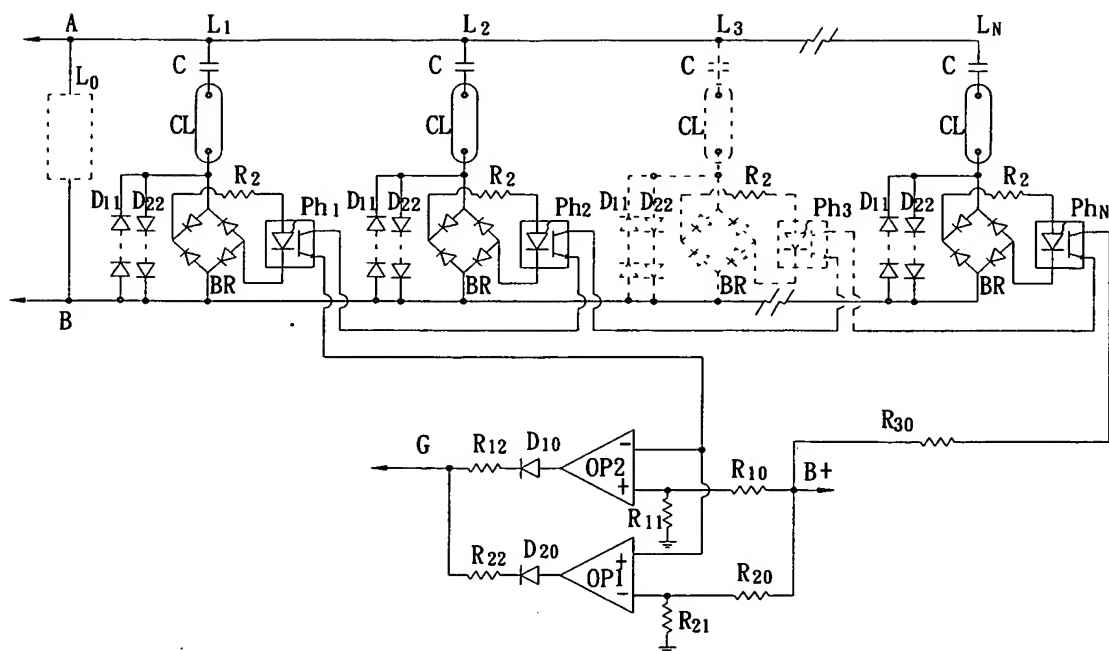 A L1 L2 L3 LN
C C C C
L0
CL CL CL CL
R2 R2 R2 R2
D11 D22 Ph1 D11 D22 Ph2 D11 D22 Ph3 D11 D22 PhN
BR BR BR BR
B
R30
G R12 D10 − OP2 + R10 B+
R11
R22 D20 + OP1 − R20
R21